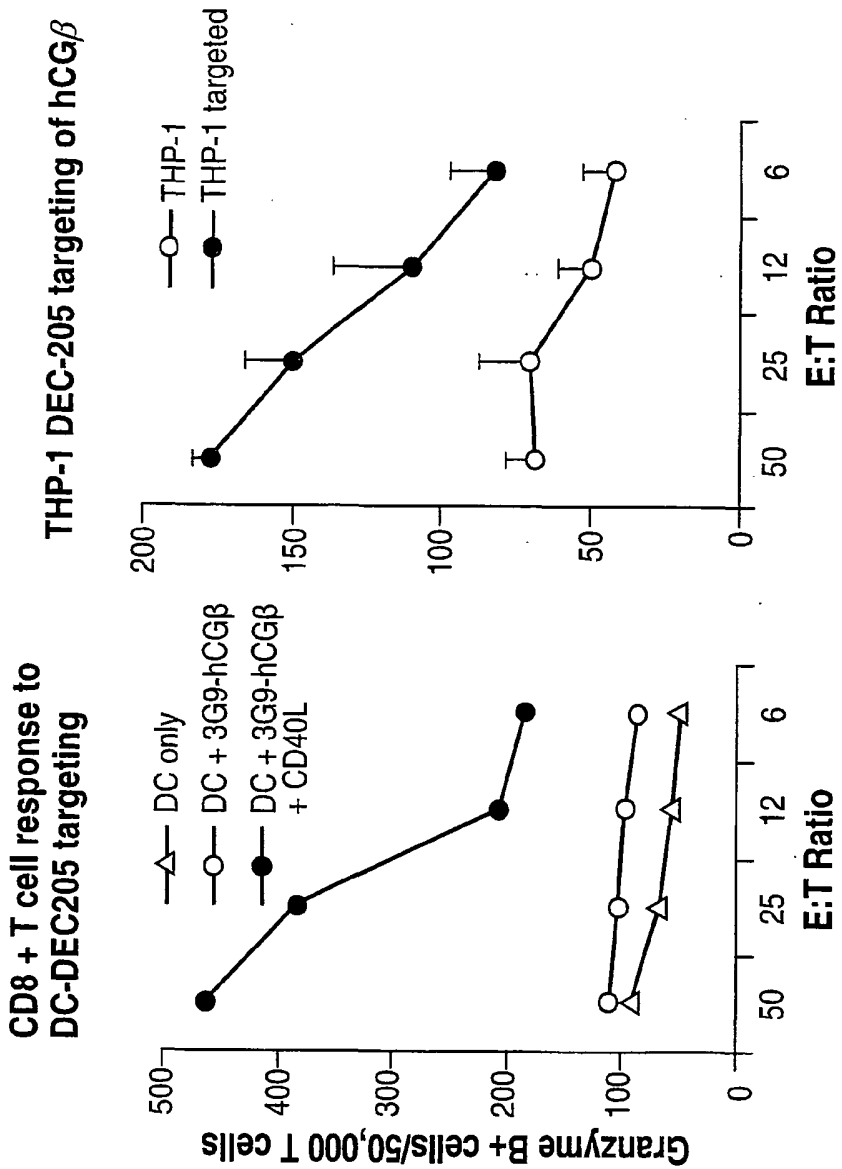 CD8 + T cell response to
DC-DEC205 targeting
DC only
DC + 3G9-hCGβ
DC + 3G9-hCGβ
+ CD40L
Granzyme B+ cells/50,000 T cells
500
400
300
200
100
0
50
25
12
6
E:T Ratio
THP-1 DEC-205 targeting of hCGβ
THP-1
THP-1 targeted
200
150
100
50
0
50
25
12
6
E:T Ratio